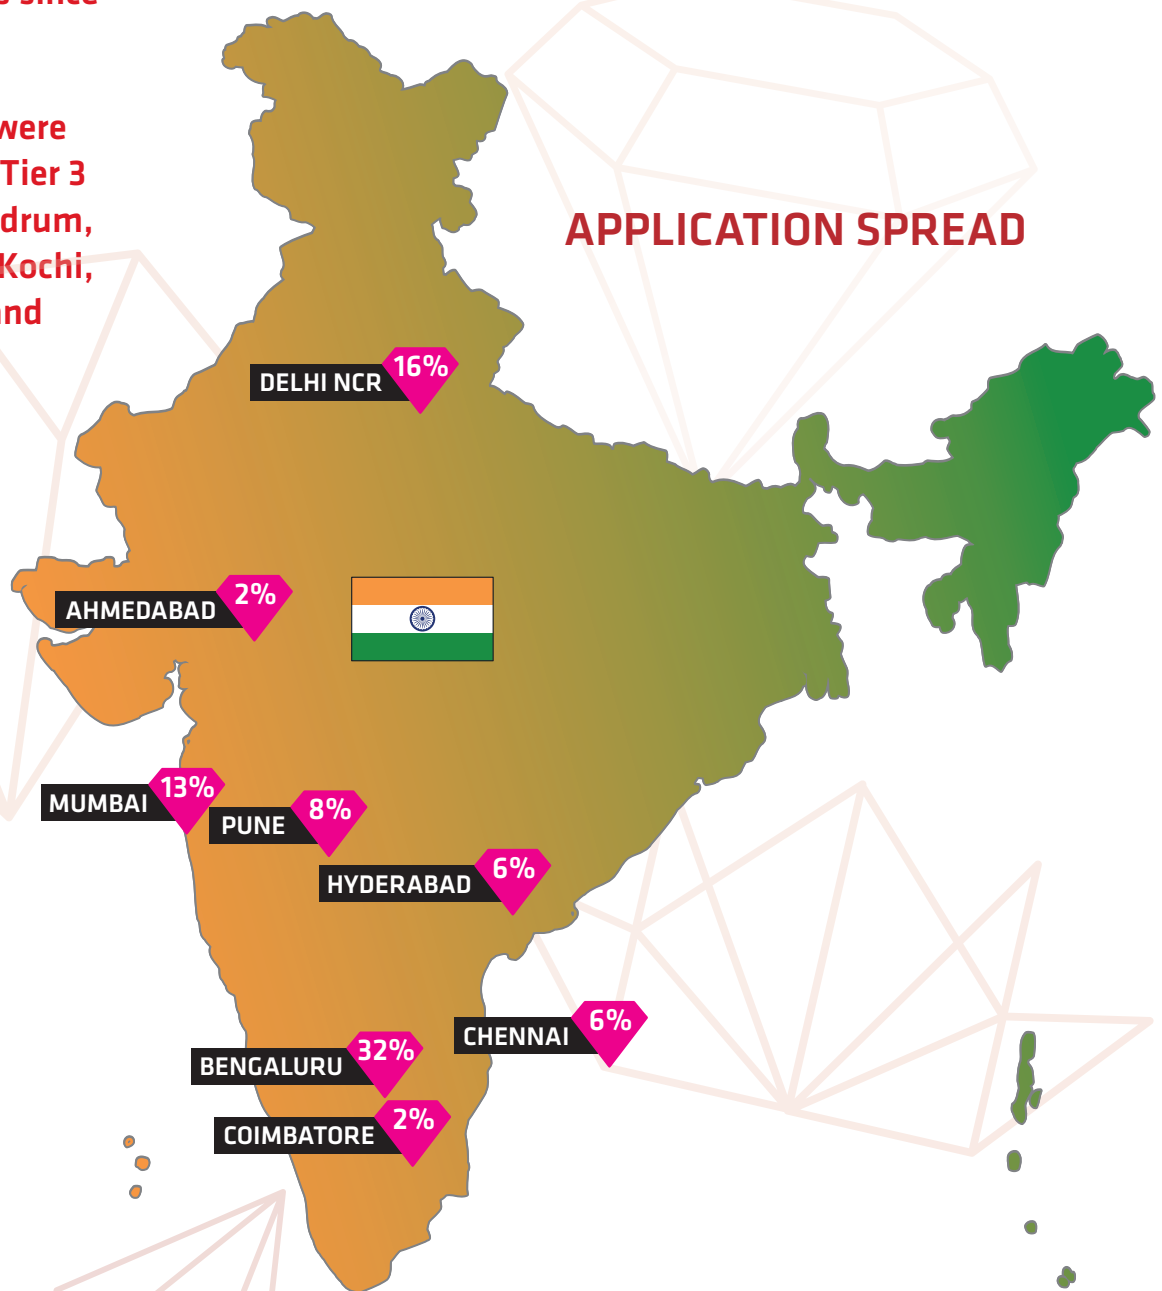 since
were
Tier 3
drum,
Kochi,
APPLICATION SPREAD
DELHI NCR 16%
AHMEDABAD 2%
MUMBAI 13%
PUNE 8%
HYDERABAD 6%
CHENNAI 6%
BENGALURU 32%
COIMBATORE 2%